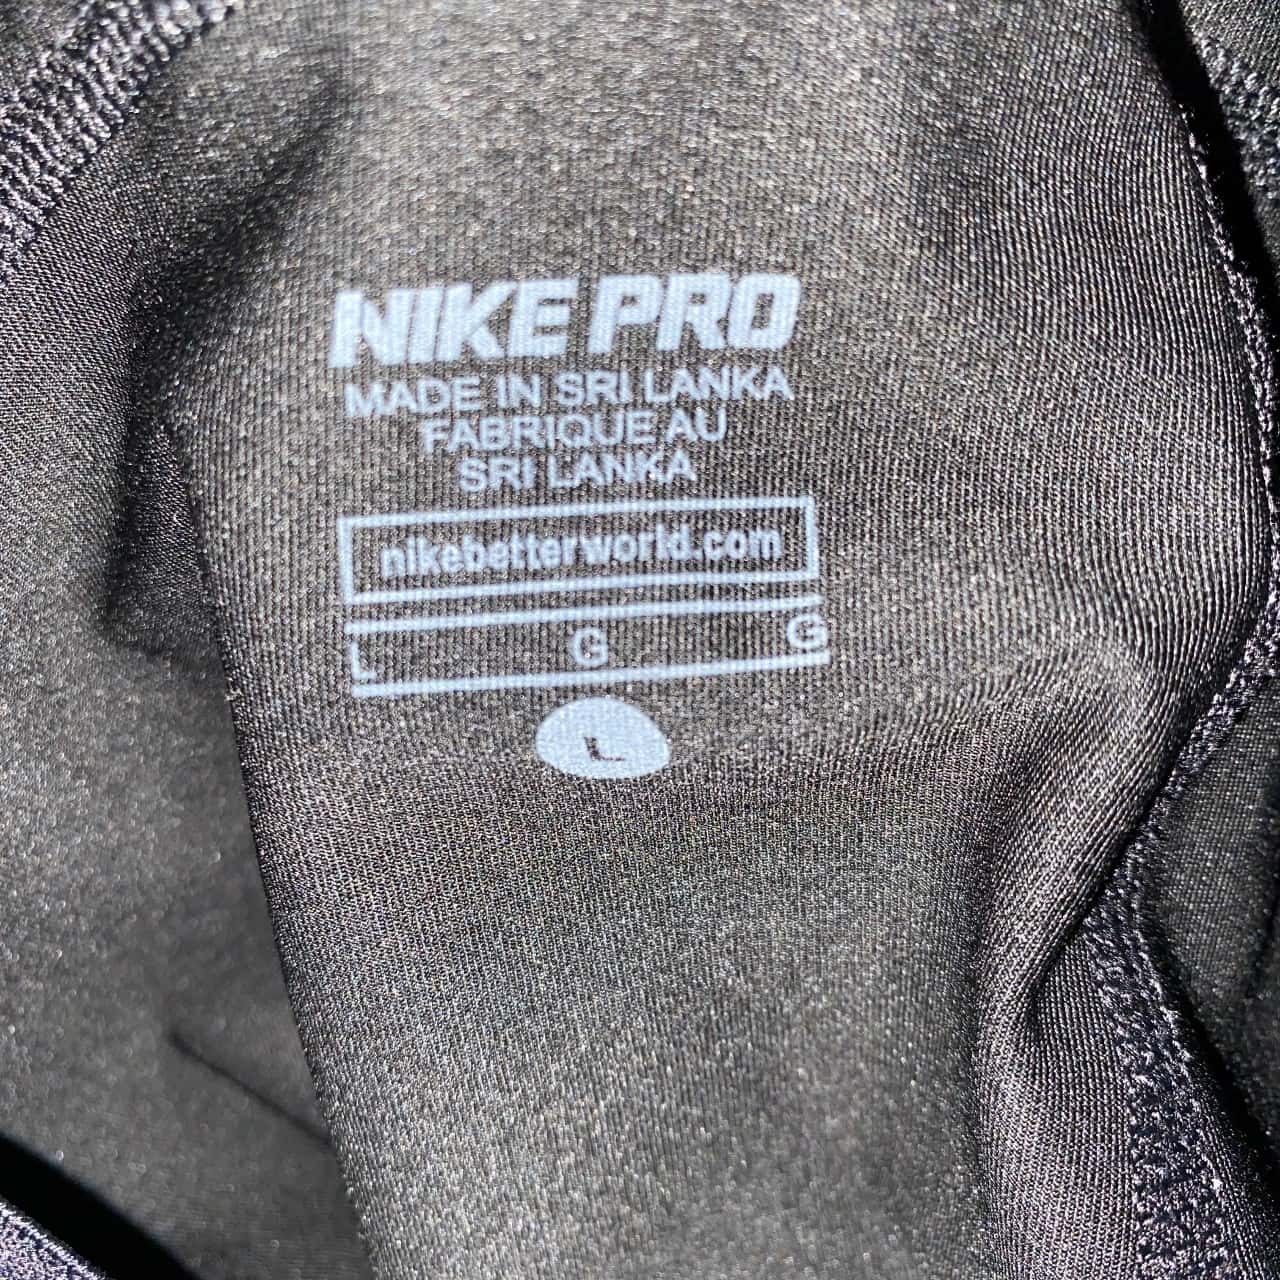 NIKE PRO
MADE IN SRI LANKA
FABRIQUE AU
SRI LANKA
nikebetterworld.com
L G G
L